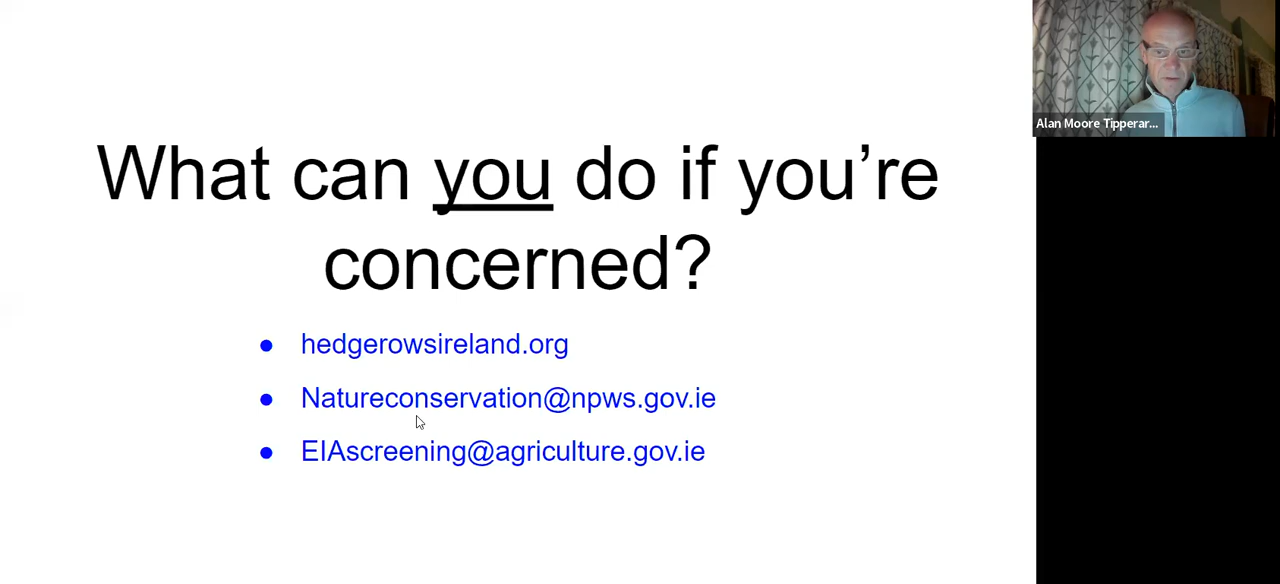 What can you do if you're
concerned?
● hedgerowsireland.org
● Natureconservation@npws.gov.ie
● EIAscreening@agriculture.gov.ie
Alan Moore Tipperar...